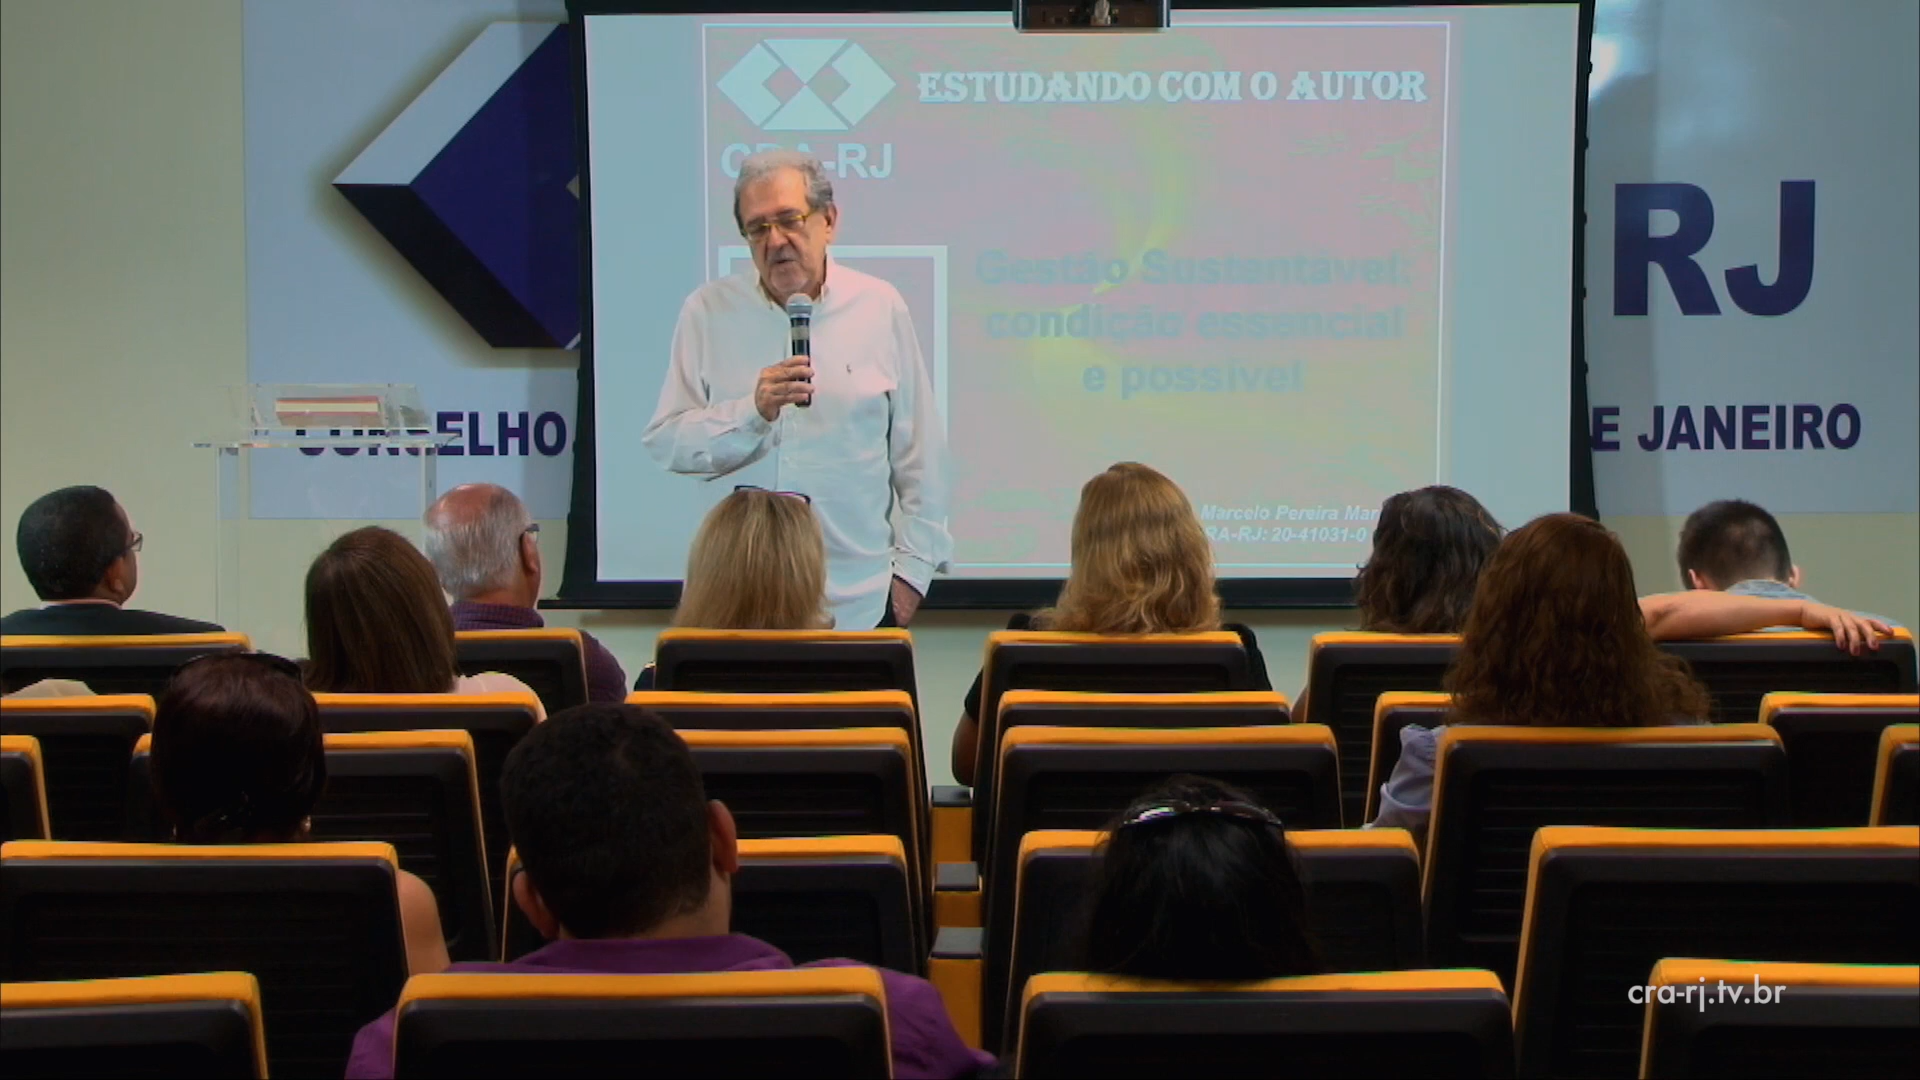 ESTUDANDO COM O AUTOR
CRA-RJ
RJ
Gestão Sustentável:
condição essencial
e possível
CONSELHO
E JANEIRO
Marcelo Pereira Mar
RA-RJ: 20-41031-0
cra-rj.tv.br